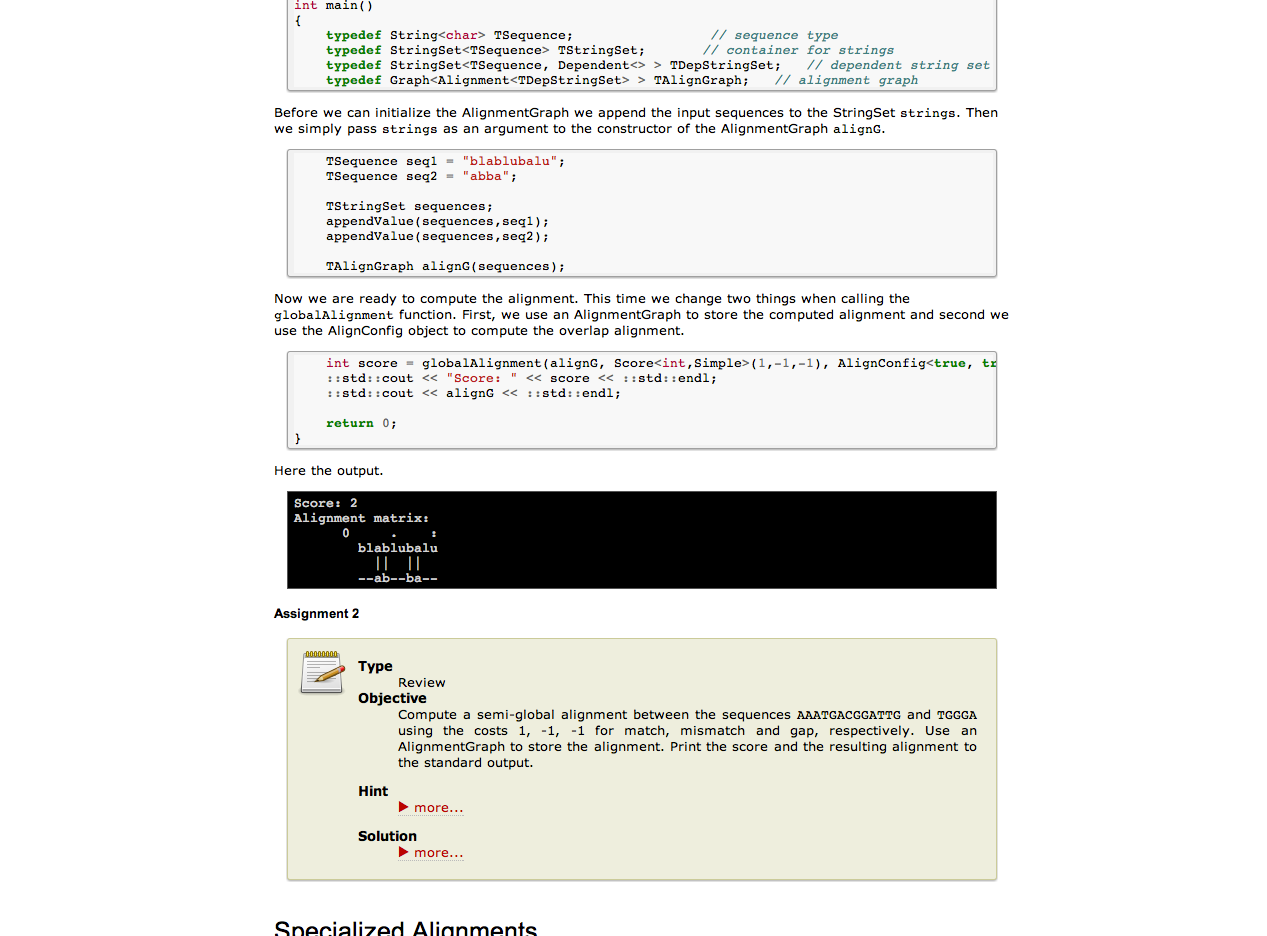 int main()
{
    typedef String<char> TSequence;                 // sequence type
    typedef StringSet<TSequence> TStringSet;       // container for strings
    typedef StringSet<TSequence, Dependent<> > TDepStringSet;   // dependent string set
    typedef Graph<Alignment<TDepStringSet> > TAlignGraph;   // alignment graph
Before we can initialize the AlignmentGraph we append the input sequences to the StringSet strings. Then
we simply pass strings as an argument to the constructor of the AlignmentGraph alignG.
    TSequence seq1 = "blablubalu";
    TSequence seq2 = "abba";
    TStringSet sequences;
    appendValue(sequences,seq1);
    appendValue(sequences,seq2);
    TAlignGraph alignG(sequences);
Now we are ready to compute the alignment. This time we change two things when calling the
globalAlignment function. First, we use an AlignmentGraph to store the computed alignment and second we
use the AlignConfig object to compute the overlap alignment.
    int score = globalAlignment(alignG, Score<int,Simple>(1,-1,-1), AlignConfig<true, tr
    ::std::cout << "Score: " << score << ::std::endl;
    ::std::cout << alignG << ::std::endl;
    return 0;
}
Here the output.
Score: 2
Alignment matrix:
      0     .    :
        blablubalu
          ||  ||
        --ab--ba--
Assignment 2
Type
Review
Objective
Compute a semi-global alignment between the sequences AAATGACGGATTG and TGGGA
using the costs 1, -1, -1 for match, mismatch and gap, respectively. Use an
AlignmentGraph to store the alignment. Print the score and the resulting alignment to
the standard output.
Hint
▶ more...
Solution
▶ more...
Specialized Alignments